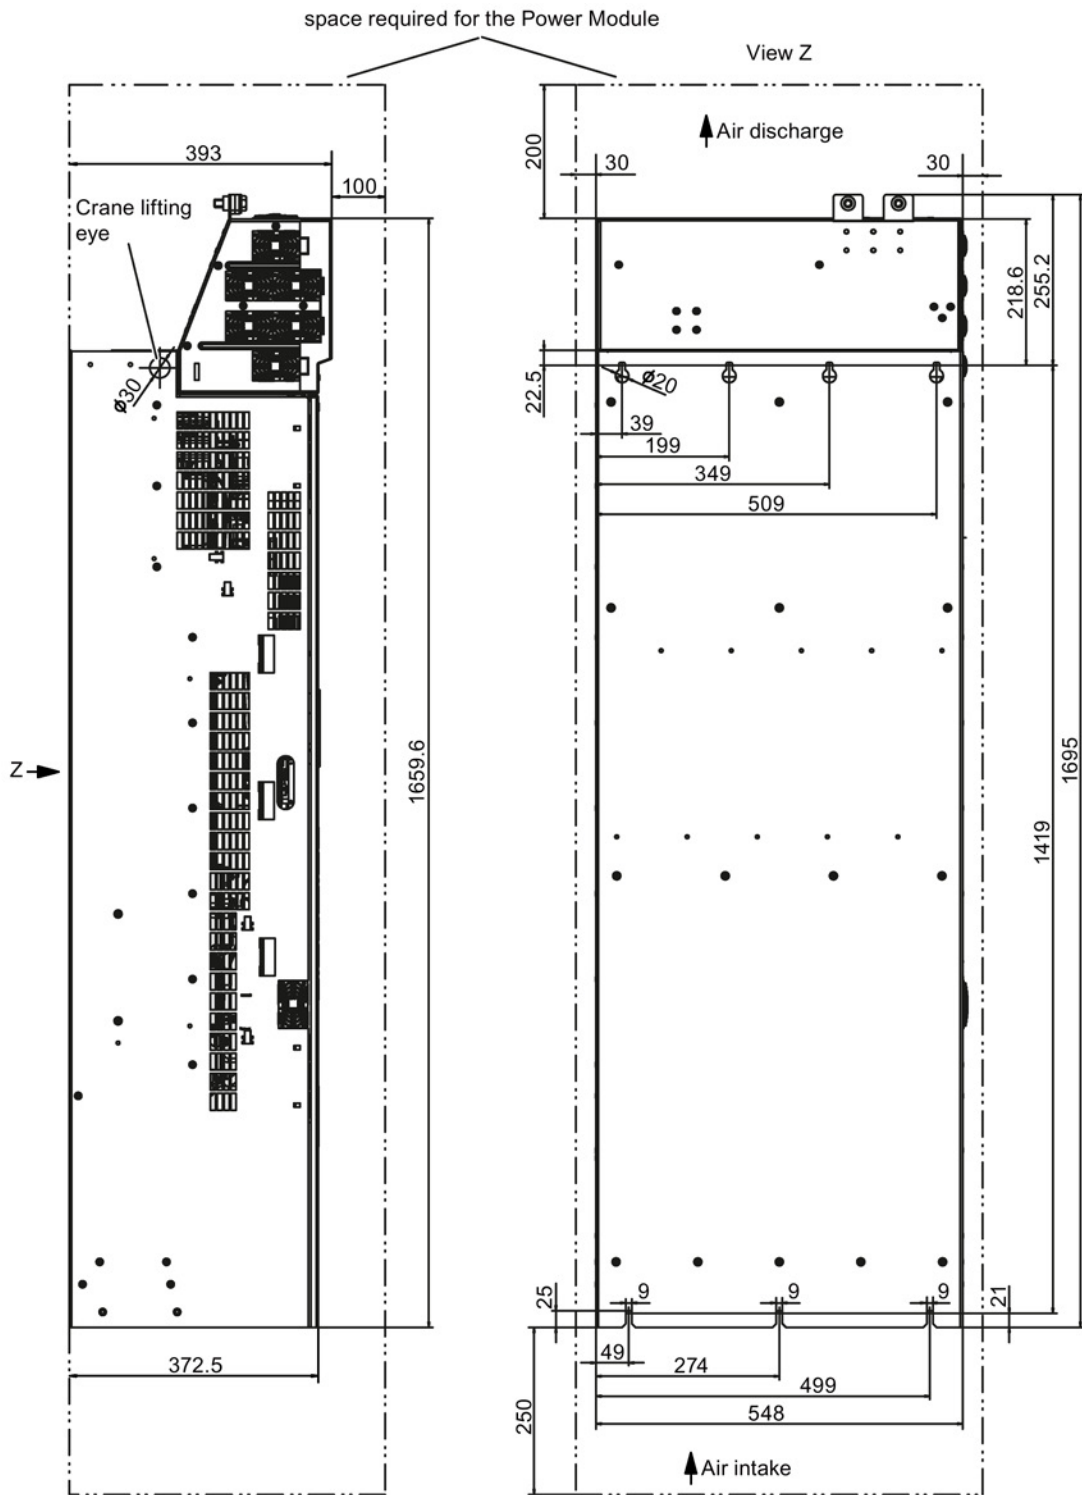 space required for the Power Module
View Z
Air discharge
200
393
30
30
100
Crane lifting
eye
218.6
255.2
22.5
ø30
ø20
39
199
349
509
Z
1659.6
1695
1419
25
9
9
9
21
49
372.5
274
499
250
548
Air intake